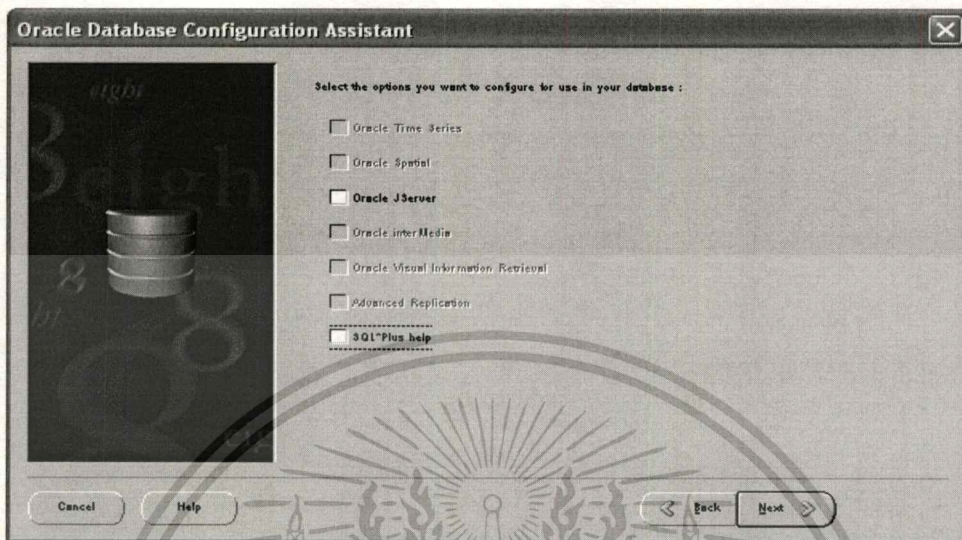 Oracle Database Configuration Assistant
eight
Select the options you want to configure for use in your database :
Oracle Time Series
Oracle Spatial
Oracle JServer
Oracle interMedia
Oracle Visual Information Retrieval
Advanced Replication
SQL*Plus help
Cancel
Help
Back
Next